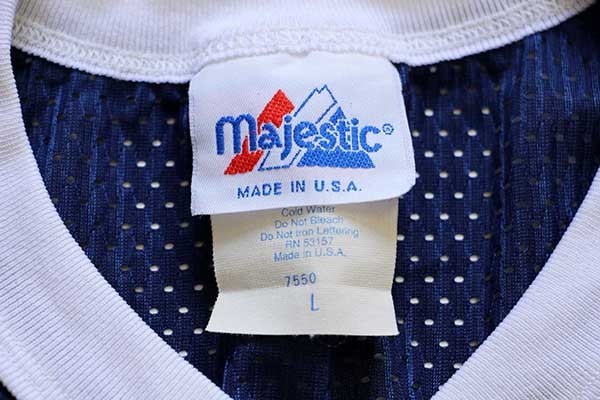 majestic®
MADE IN U.S.A.
Cold Water
Do Not Bleach
Do Not Iron Lettering
RN 53157
Made in U.S.A.
7550
L